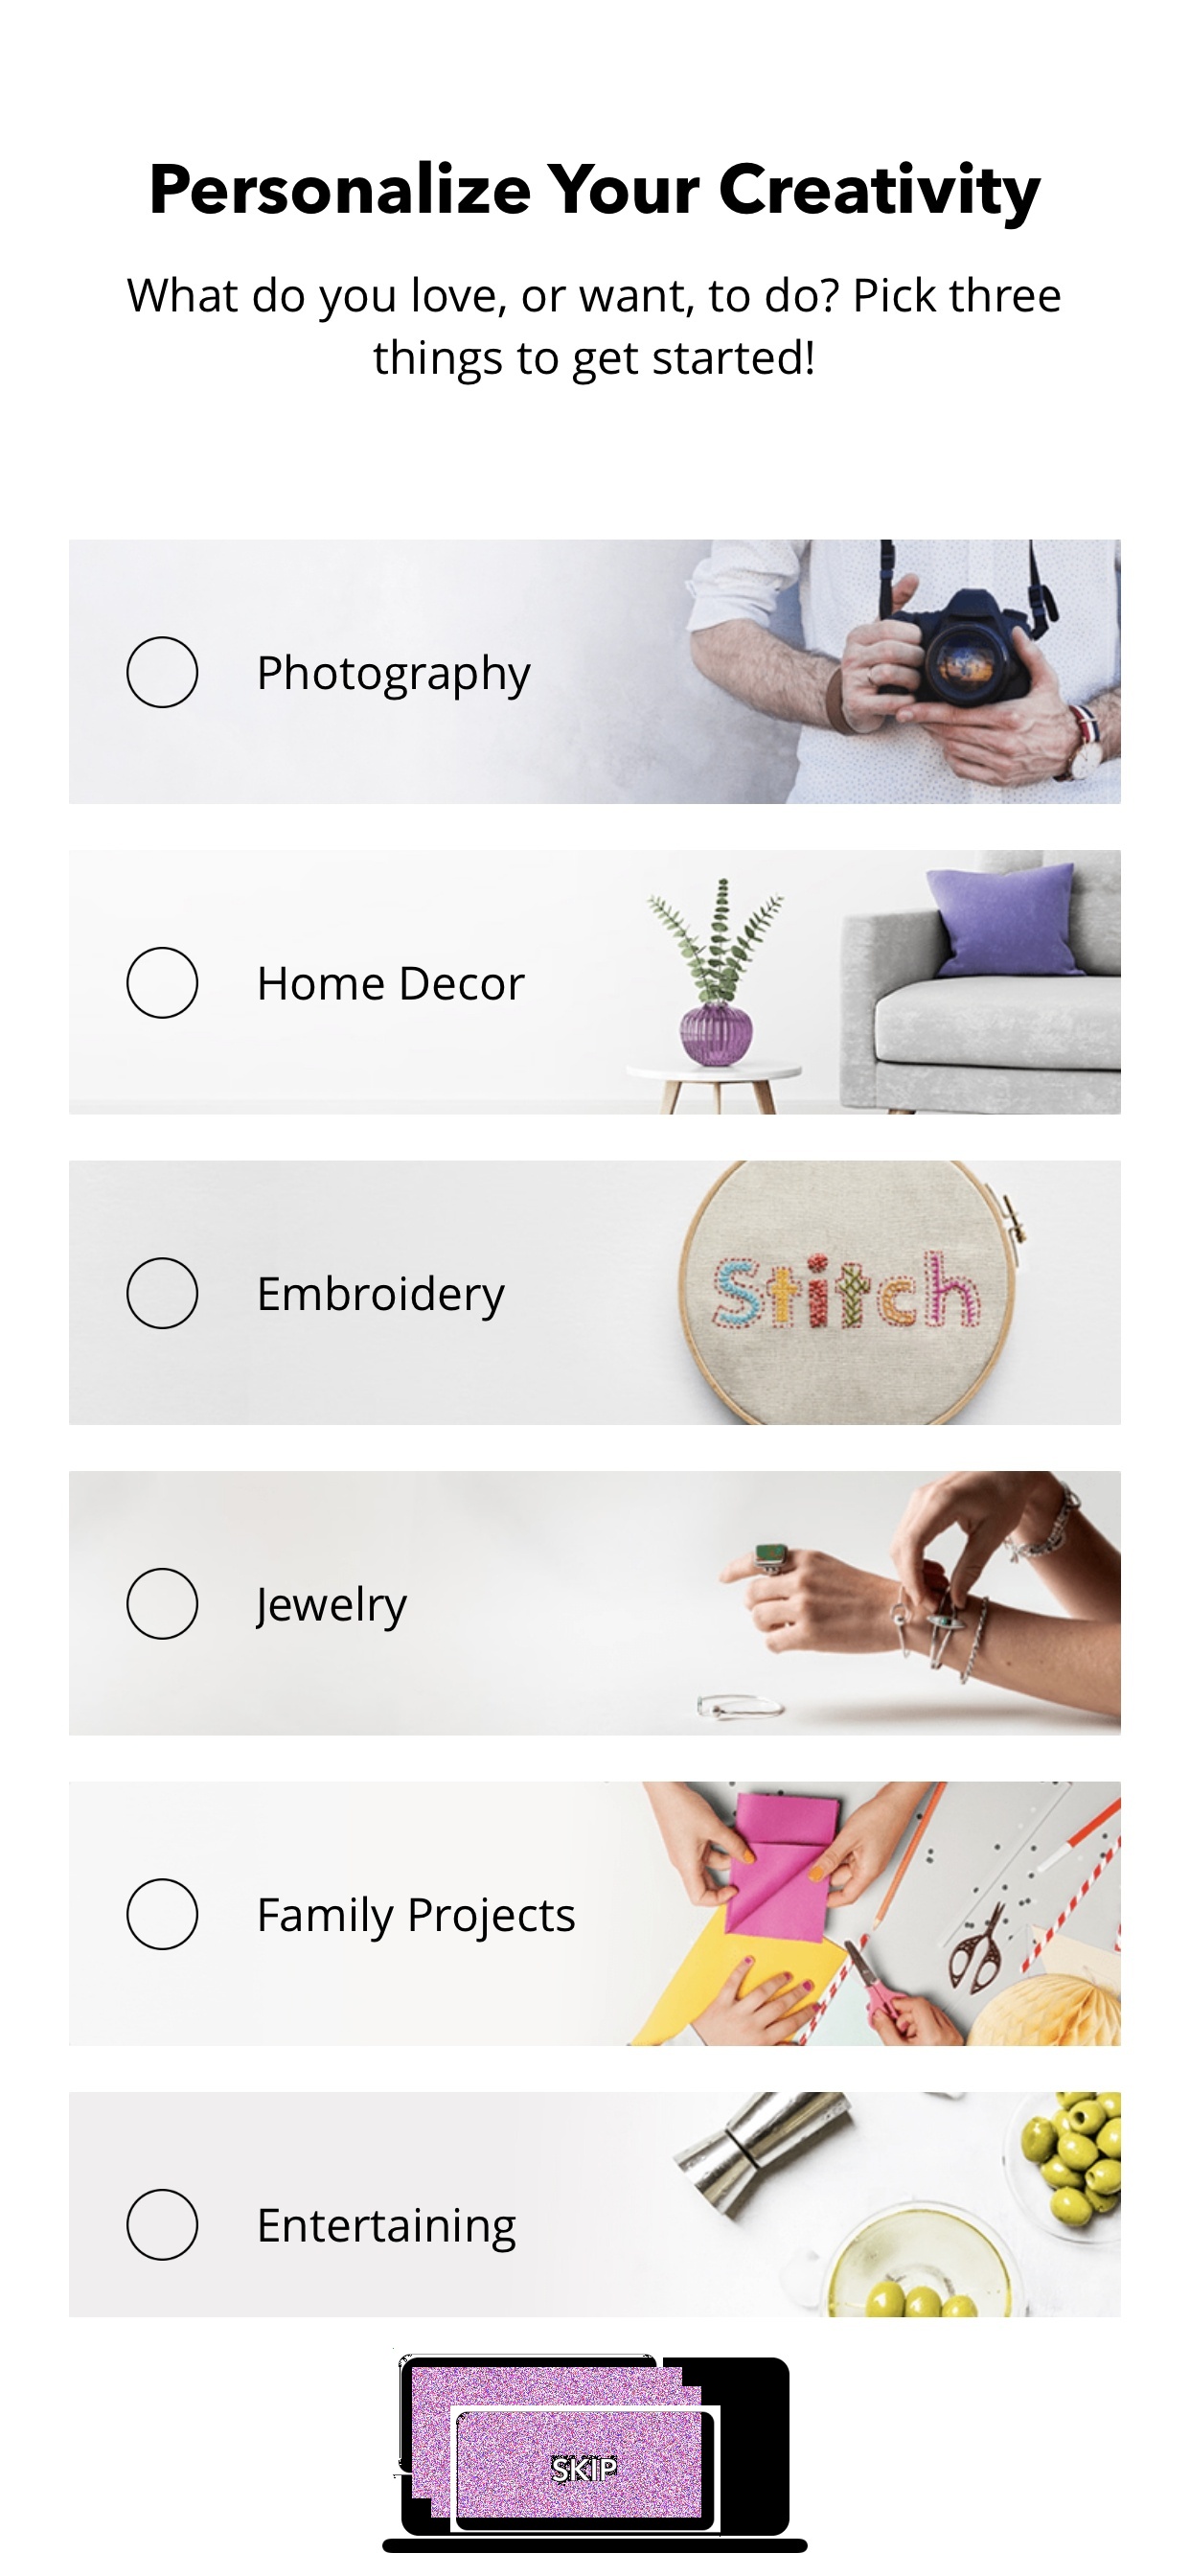 Personalize Your Creativity
What do you love, or want, to do? Pick three
things to get started!
Photography
Home Decor
Stitch
Embroidery
Jewelry
Family Projects
Entertaining
SKIP